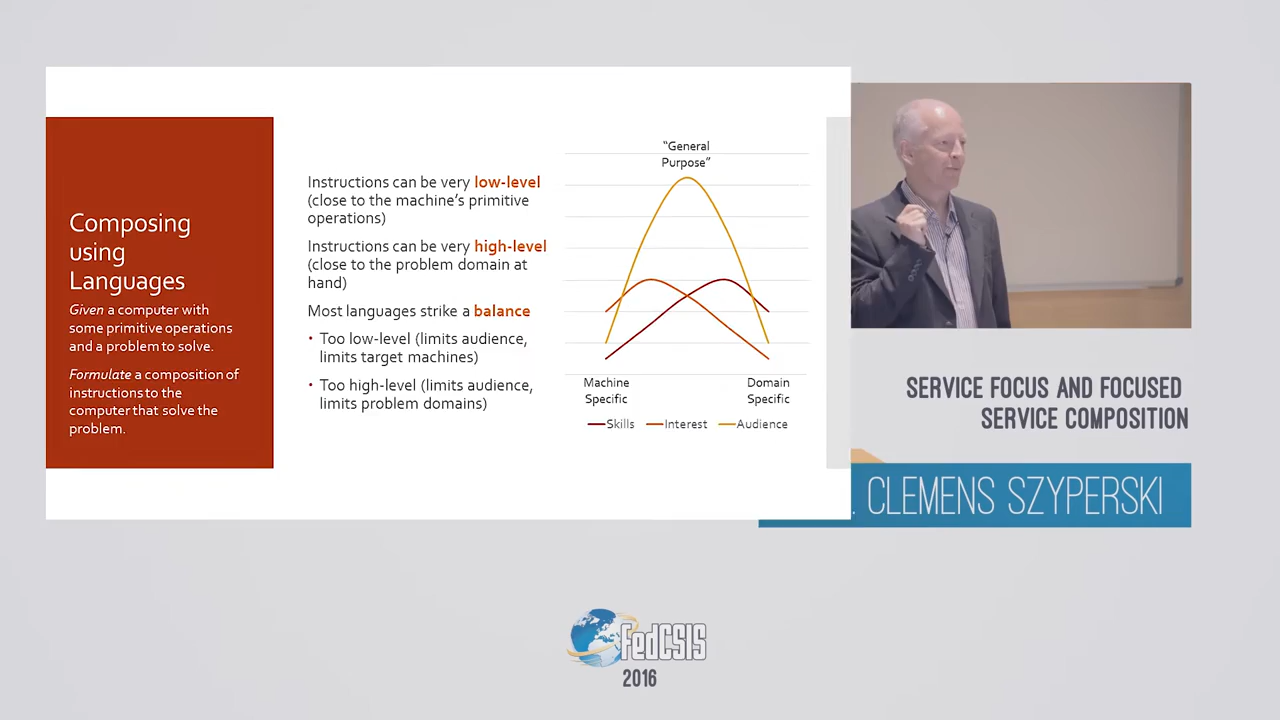 Composing
using
Languages
Given a computer with
some primitive operations
and a problem to solve.
Formulate a composition of
instructions to the
computer that solve the
problem.
Instructions can be very low-level
(close to the machine's primitive
operations)
Instructions can be very high-level
(close to the problem domain at
hand)
Most languages strike a balance
• Too low-level (limits audience,
limits target machines)
• Too high-level (limits audience,
limits problem domains)
"General
Purpose"
Machine
Specific
Domain
Specific
Skills Interest Audience
SERVICE FOCUS AND FOCUSED
SERVICE COMPOSITION
. CLEMENS SZYPERSKI
FedCSIS
2016